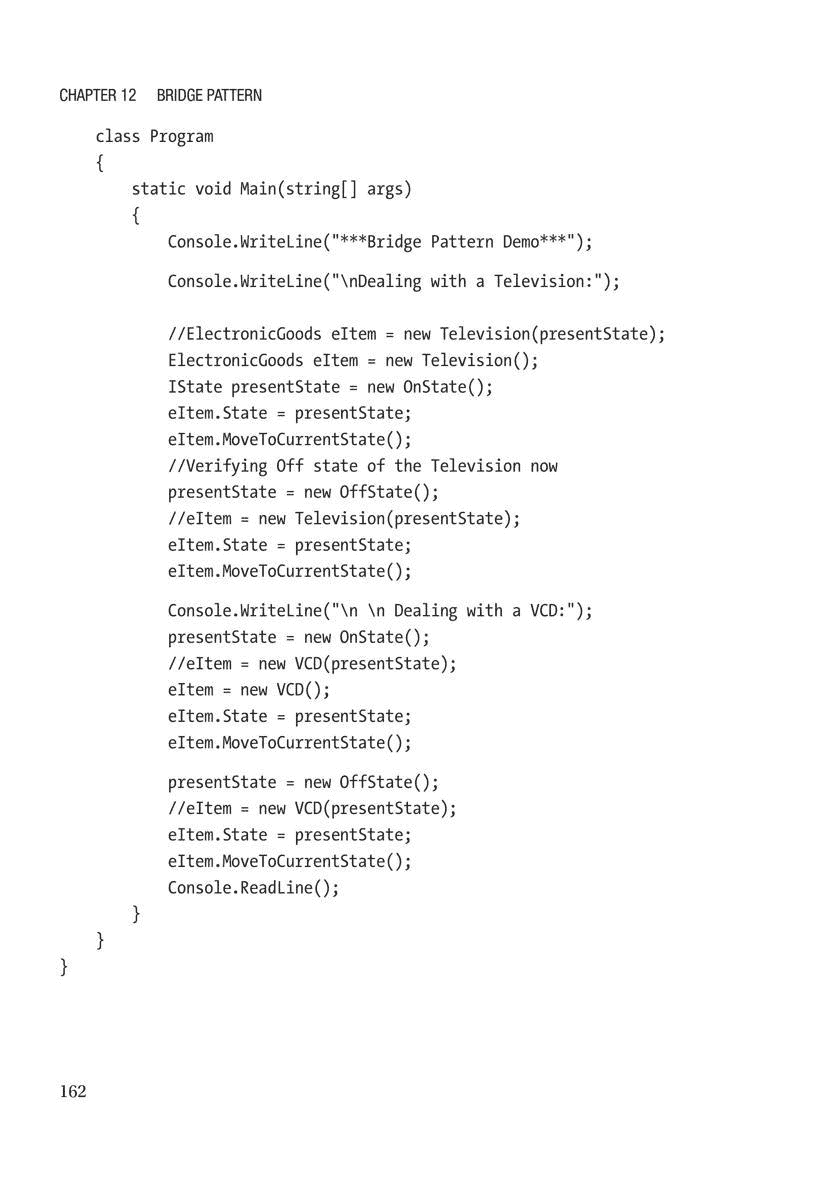 CHAPTER 12 BRIDGE PATTERN
class Program
{
static void Main(string[] args)
{
Console.WriteLine("***Bridge Pattern Demo***");
Console.WriteLine("\nDealing with a Television:");
//ElectronicGoods eItem = new Television(presentState);
ElectronicGoods eItem = new Television();
IState presentState = new OnState();
eItem.State = presentState;
eItem.MoveToCurrentState();
//Verifying Off state of the Television now
presentState = new OffState();
//eItem = new Television(presentState);
eItem.State = presentState;
eItem.MoveToCurrentState();
Console.WriteLine("\n \n Dealing with a VCD:");
presentState = new OnState();
//eItem = new VCD(presentState);
eItem = new VCD();
eItem.State = presentState;
eItem.MoveToCurrentState();
presentState = new OffState();
//eItem = new VCD(presentState);
eItem.State = presentState;
eItem.MoveToCurrentState();
Console.ReadLine();
}
}
}
162